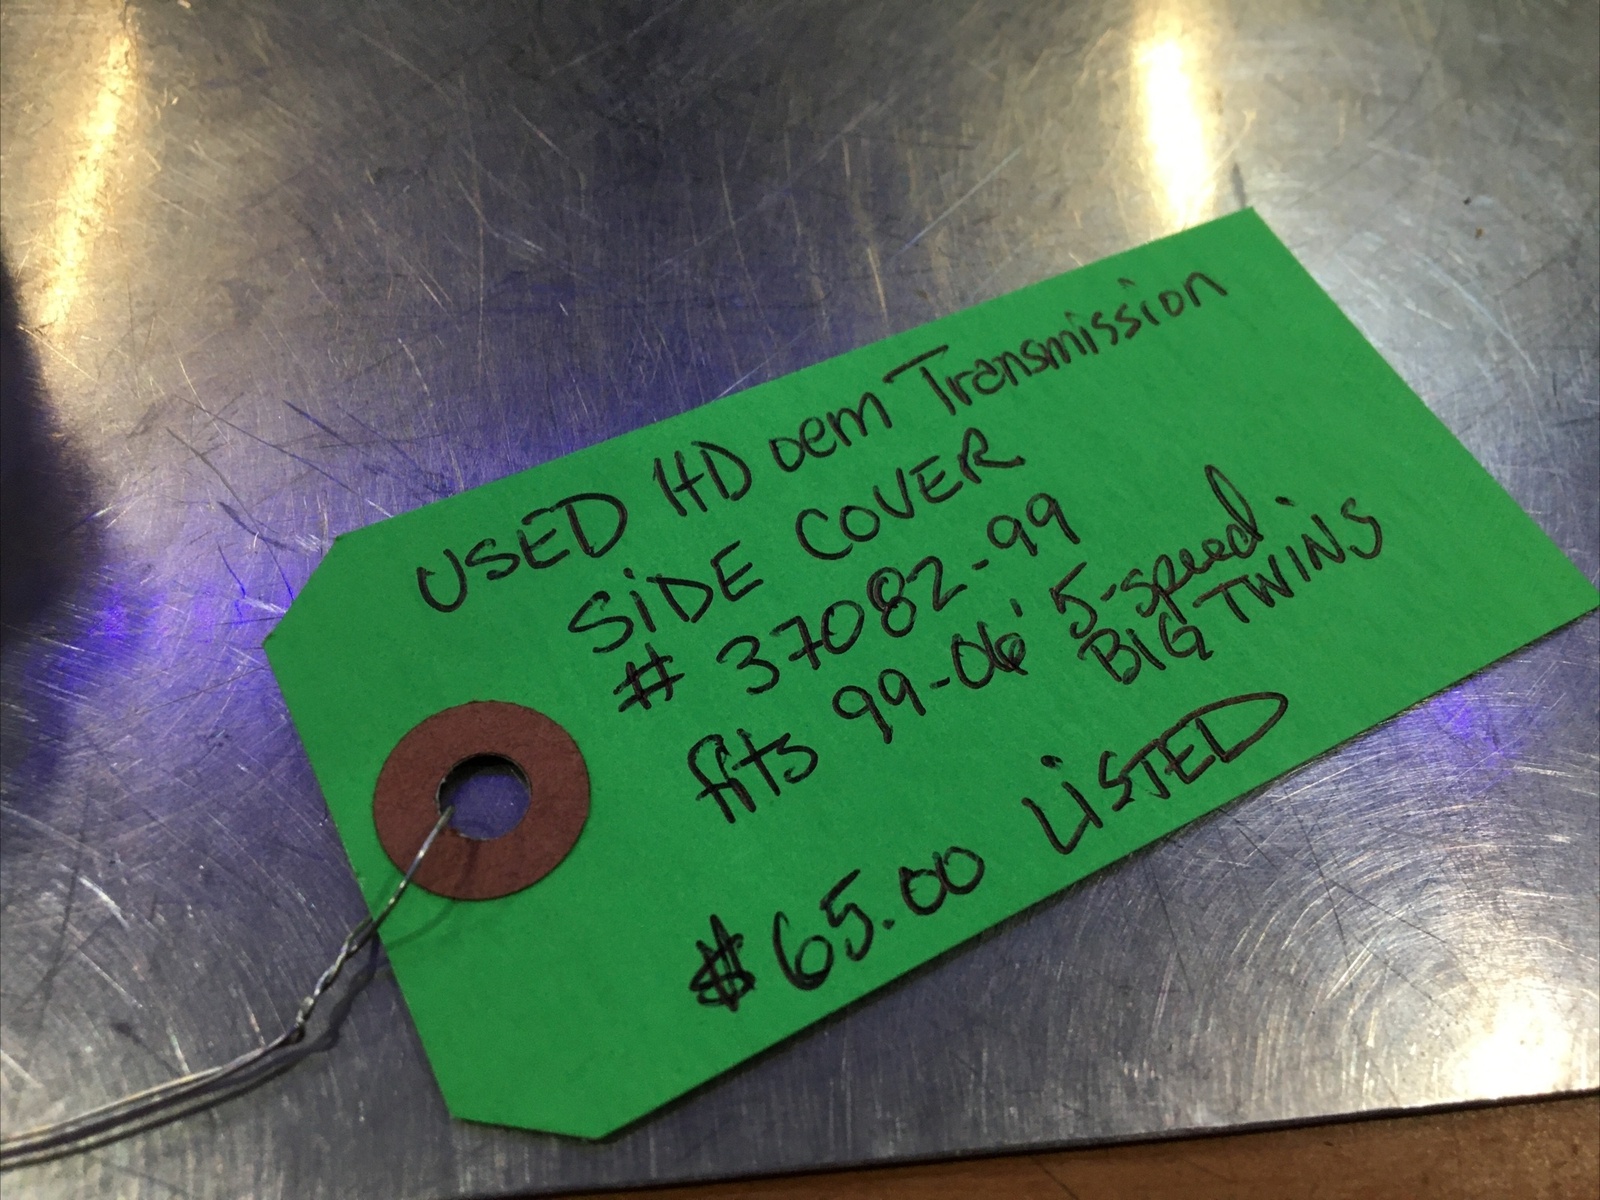 USED HD oem Transmission
SiDE COVER
# 37082-99
fits 99-06' 5-speed
BIG TWiNS
$65.00 LiSTED